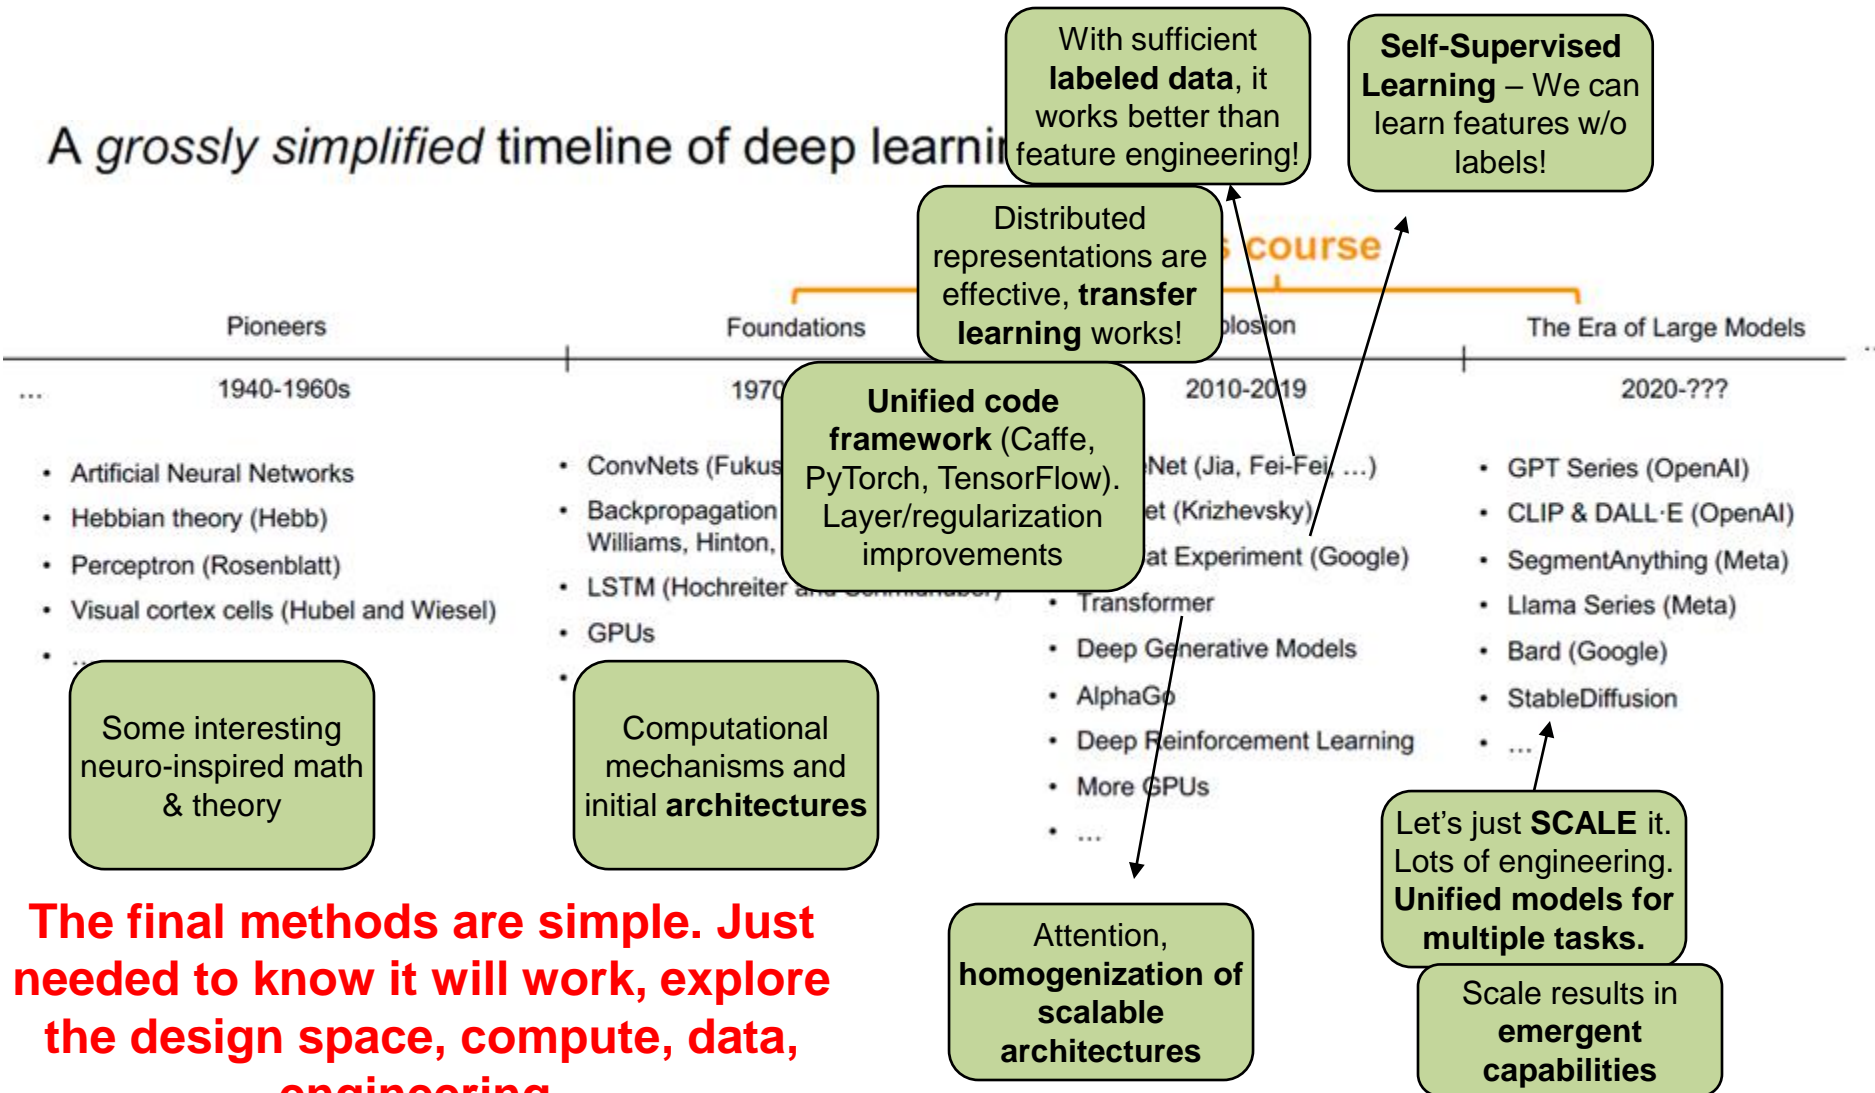 With sufficient
labeled data, it
works better than
feature engineering!
Self-Supervised
Learning – We can
learn features w/o
labels!
A grossly simplified timeline of deep
Distributed
representations are
effective, transfer
learning works!
course
Pioneers
Foundations
The Era of Large Models
...
1940-1960s
1970
2010-2019
2020-???
Unified code
framework (Caffe,
PyTorch, TensorFlow).
Layer/regularization
improvements
• Artificial Neural Networks
• Hebbian theory (Hebb)
• Perceptron (Rosenblatt)
• Visual cortex cells (Hubel and Wiesel)
• ...
• ConvNets
• Backpropagation
Williams, Hinton,
• LSTM (Hochreiter
• GPUs
•
(Jia, Fei-Fei, …)
(Krizhevsky)
Experiment (Google)
• Transformer
• Deep Generative Models
• AlphaGo
• Deep Reinforcement Learning
• More GPUs
• …
• GPT Series (OpenAI)
• CLIP & DALL·E (OpenAI)
• SegmentAnything (Meta)
• Llama Series (Meta)
• Bard (Google)
• StableDiffusion
• …
Some interesting
neuro-inspired math
& theory
Computational
mechanisms and
initial architectures
Let's just SCALE it.
Lots of engineering.
Unified models for
multiple tasks.
Attention,
homogenization of
scalable
architectures
Scale results in
emergent
capabilities
The final methods are simple. Just
needed to know it will work, explore
the design space, compute, data,
engineering